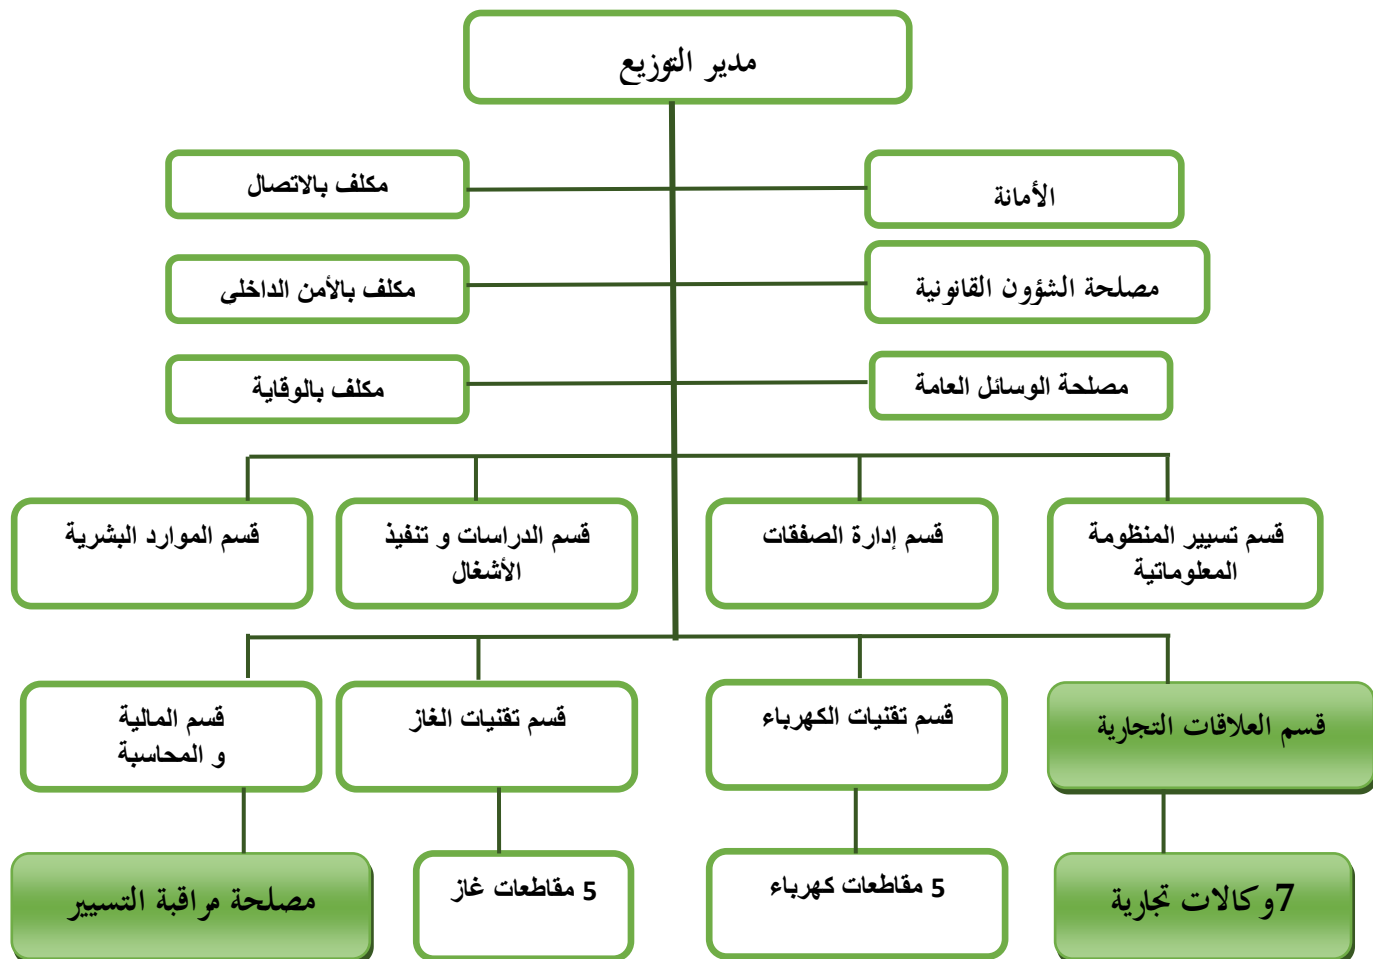 مدير التوزيع
الأمانة
مكلف بالاتصال
مصلحة الشؤون القانونية
مكلف بالأمن الداخلى
مصلحة الوسائل العامة
مكلف بالوقاية
قسم تسيير المنظومة
المعلوماتية
قسم إدارة الصفقات
قسم الدراسات و تنفيذ
الأشغال
قسم الموارد البشرية
قسم العلاقات التجارية
قسم تقنيات الكهرباء
قسم تقنيات الغاز
قسم المالية
و المحاسبة
7وكالات تجارية
5 مقاطعات كهرباء
5 مقاطعات غاز
مصلحة مراقبة التسيير